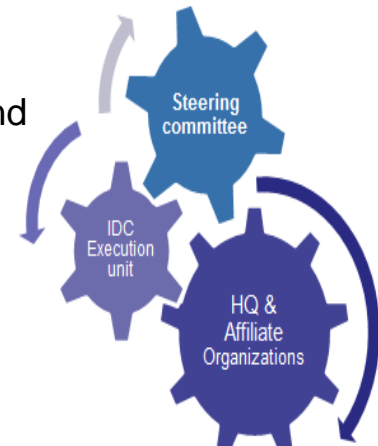 Steering
committee
nd
IDC
Execution
unit
HQ &
Affiliate
Organizations